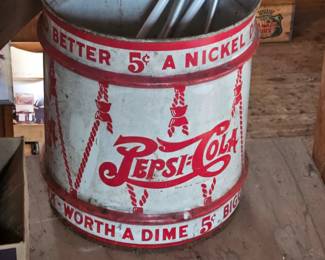 BETTER 5¢ A NICKEL
PEPSI-COLA
WORTH A DIME 5¢